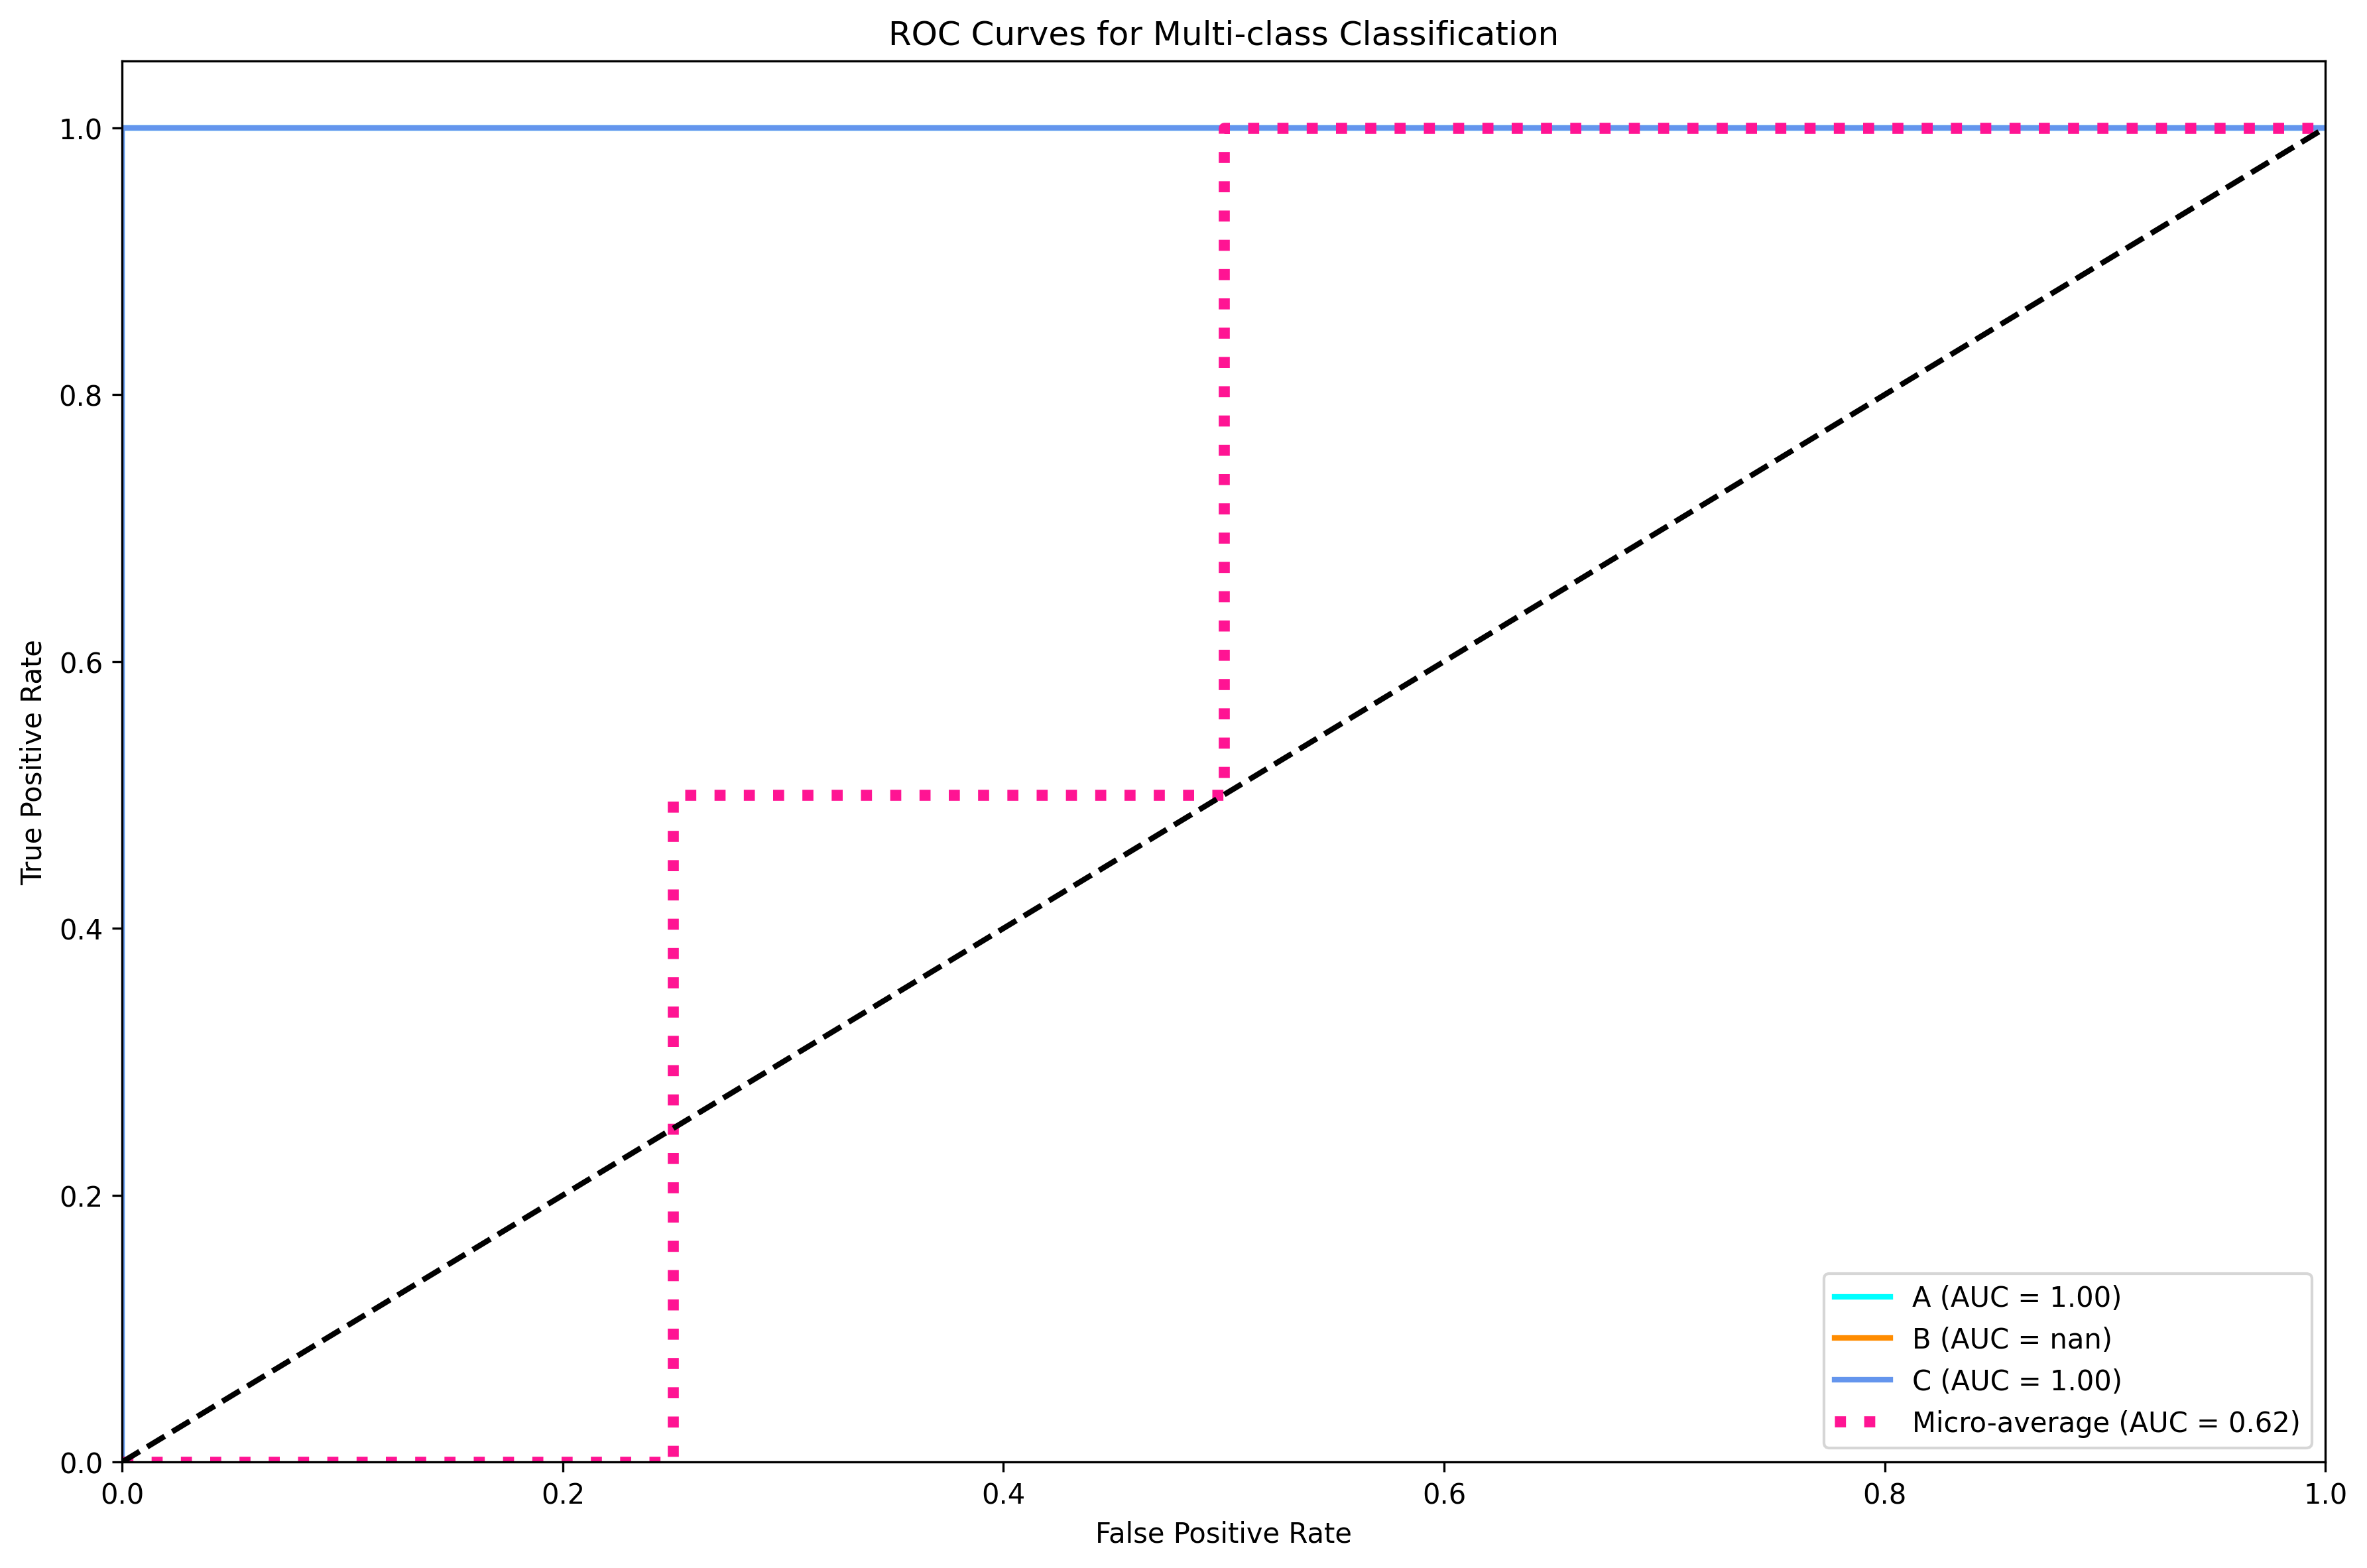 ROC Curves for Multi-class Classification
1.0
0.8
0.6
0.4
0.2
0.0
True Positive Rate
0.0 0.2 0.4 0.6 0.8 1.0
False Positive Rate
A (AUC = 1.00)
B (AUC = nan)
C (AUC = 1.00)
Micro-average (AUC = 0.62)